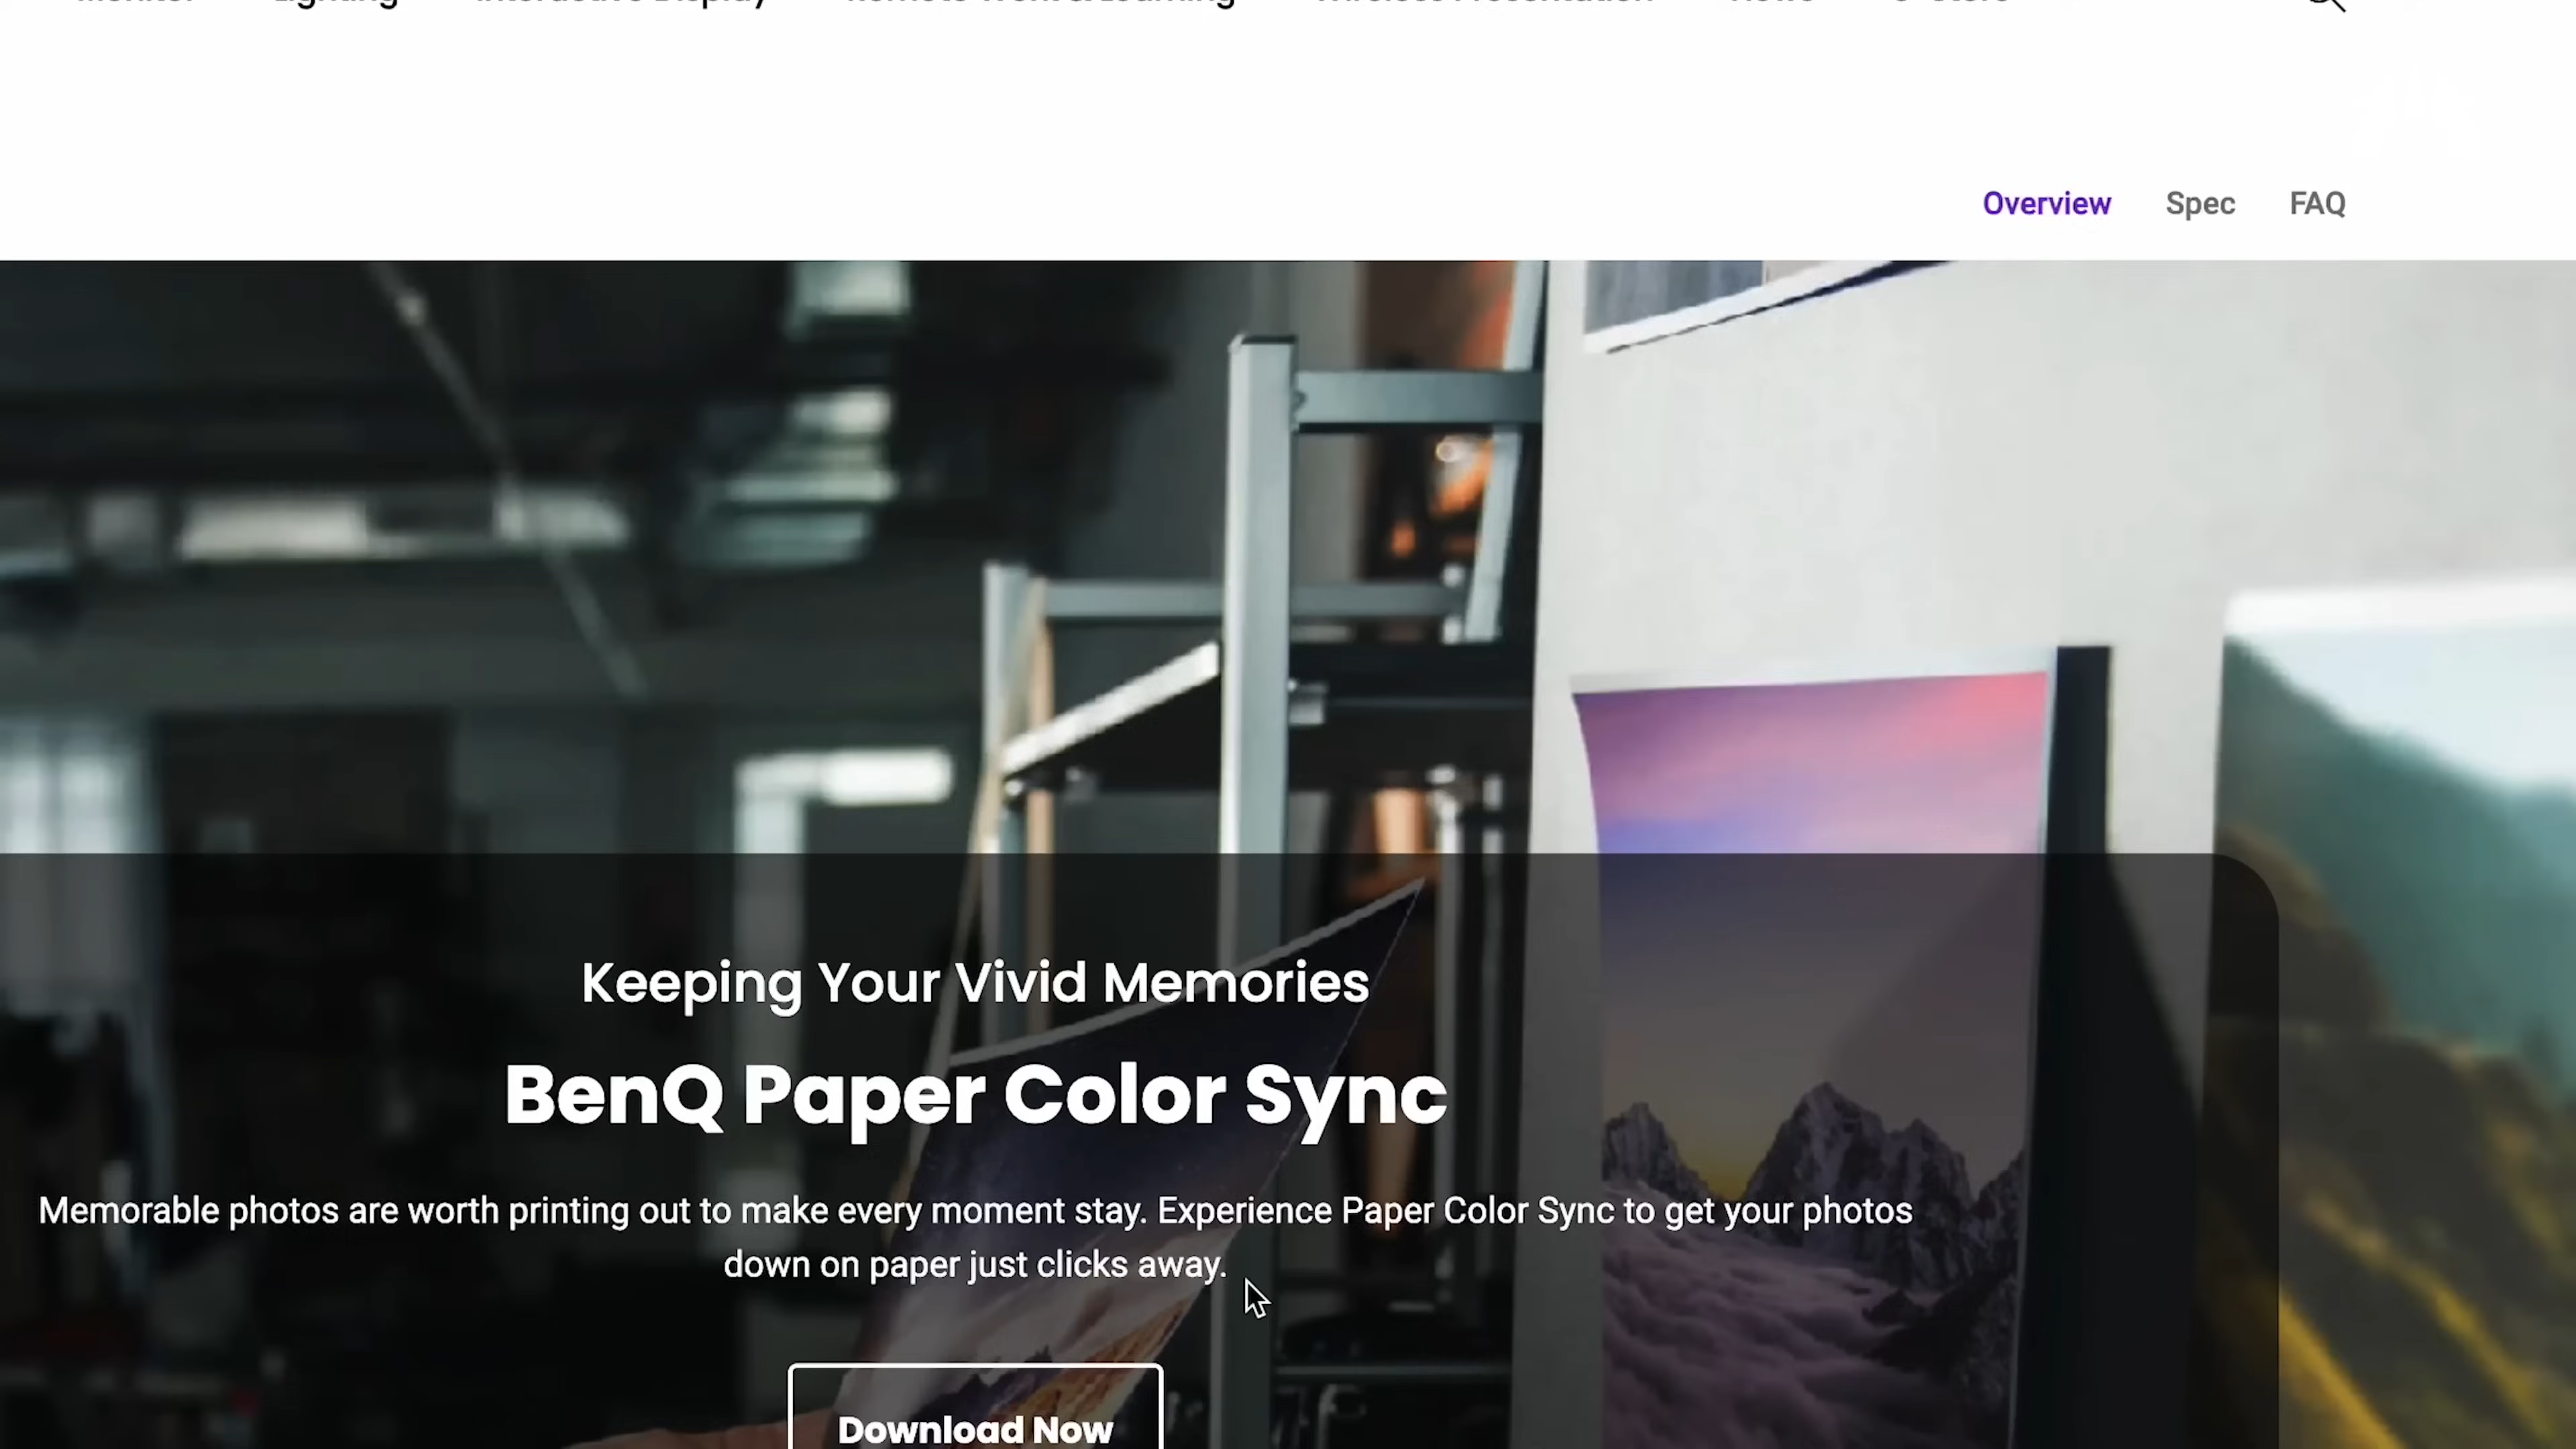 Overview Spec FAQ
Keeping Your Vivid Memories
BenQ Paper Color Sync
Memorable photos are worth printing out to make every moment stay. Experience Paper Color Sync to get your photos
down on paper just clicks away.
Download Now